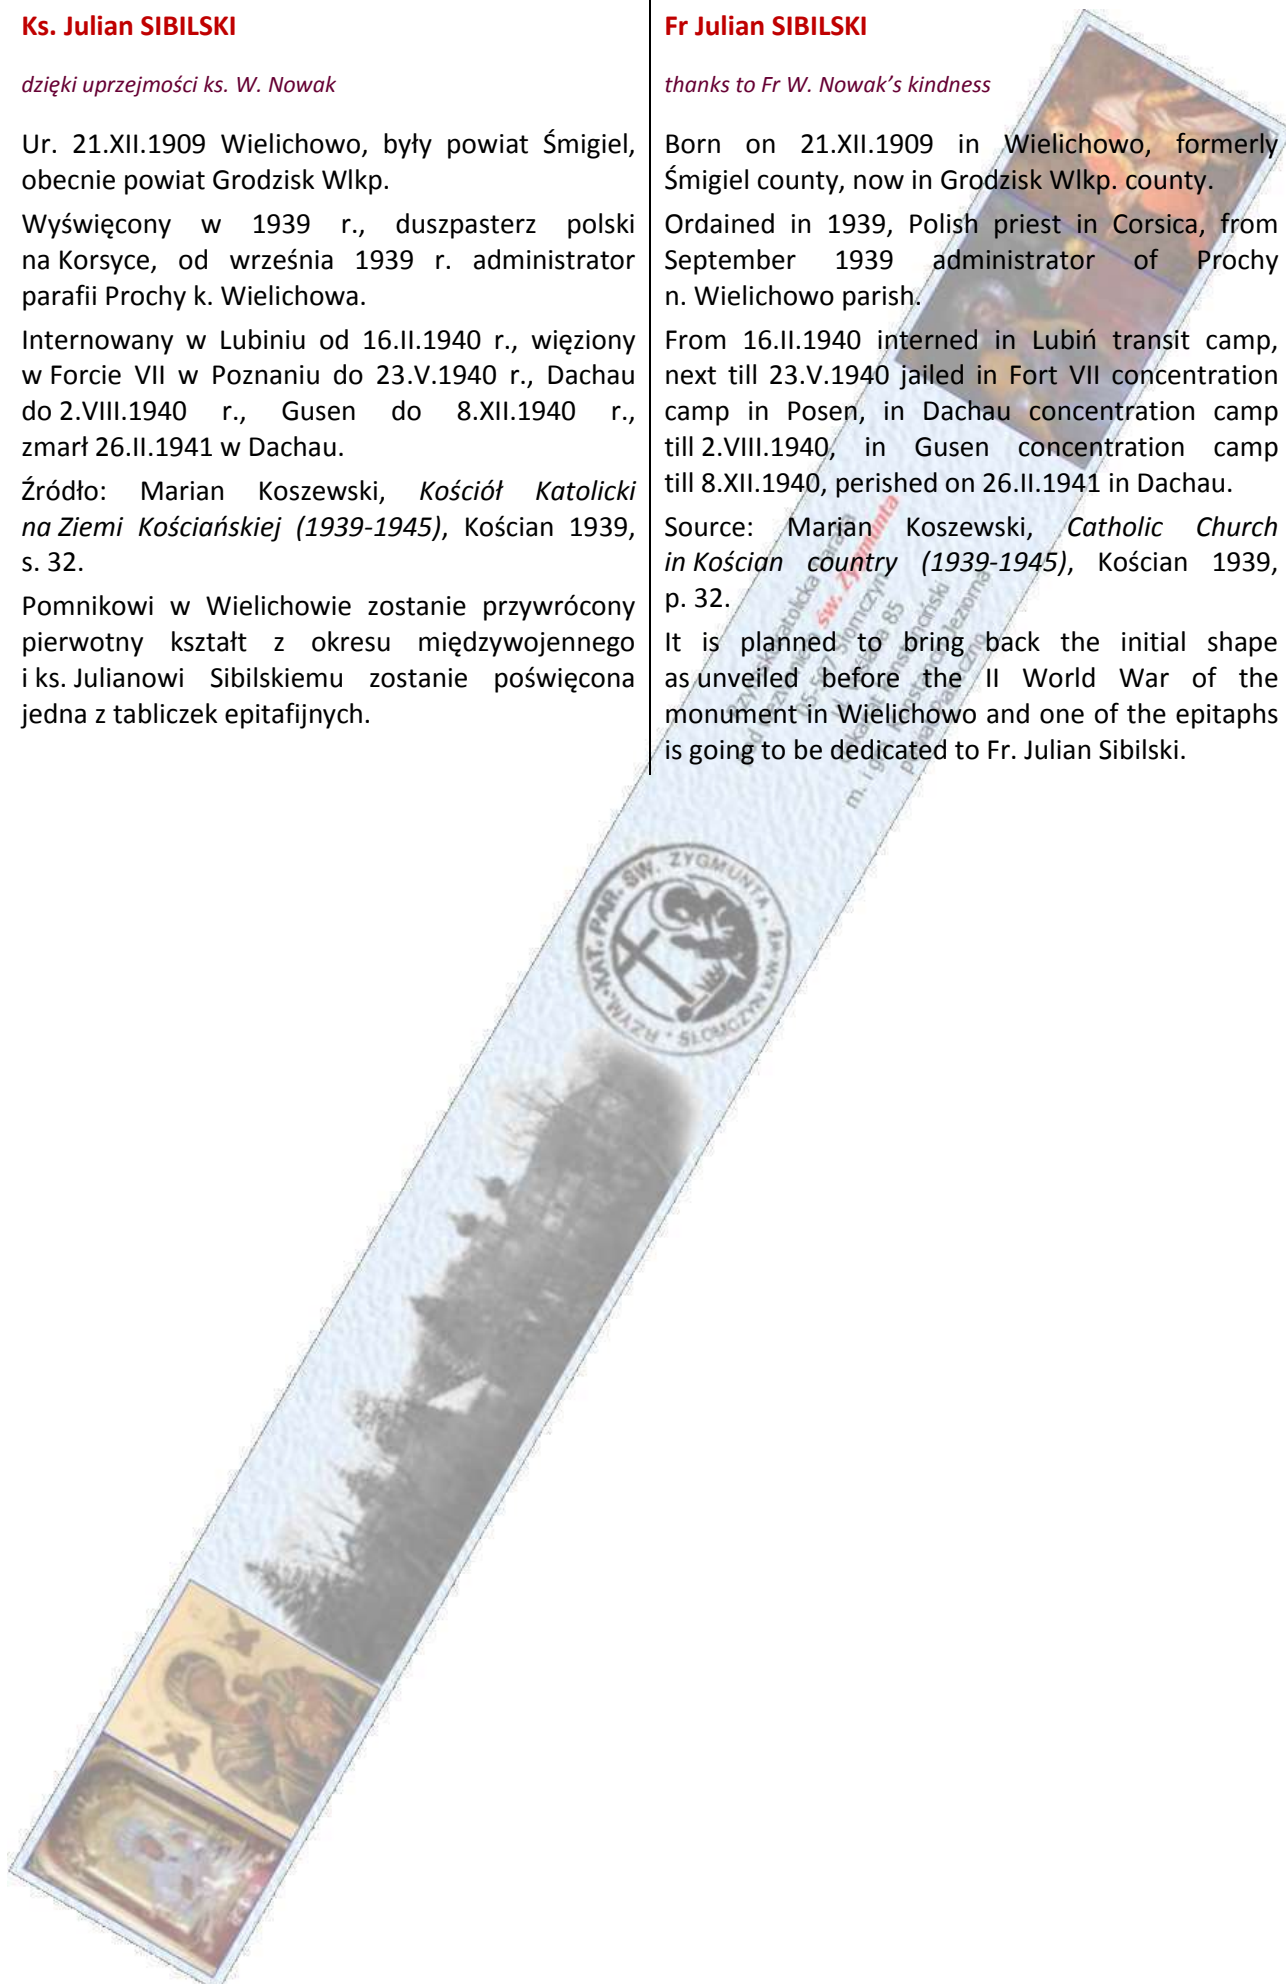 Ks. Julian SIBILSKI
dzięki uprzejmości ks. W. Nowak
Ur. 21.XII.1909 Wielichowo, były powiat Śmigiel,
obecnie powiat Grodzisk Wlkp.
Wyświęcony w 1939 r., duszpasterz polski
na Korsyce, od września 1939 r. administrator
parafii Prochy k. Wielichowa.
Internowany w Lubiniu od 16.II.1940 r., więziony
w Forcie VII w Poznaniu do 23.V.1940 r., Dachau
do 2.VIII.1940 r., Gusen do 8.XII.1940 r.,
zmarł 26.II.1941 w Dachau.
Źródło: Marian Koszewski, Kościół Katolicki
na Ziemi Kościańskiej (1939-1945), Kościan 1939,
s. 32.
Pomnikowi w Wielichowie zostanie przywrócony
pierwotny kształt z okresu międzywojennego
i ks. Julianowi Sibilskiemu zostanie poświęcona
jedna z tabliczek epitafijnych.
Fr Julian SIBILSKI
thanks to Fr W. Nowak's kindness
Born on 21.XII.1909 in Wielichowo, formerly
Śmigiel county, now in Grodzisk Wlkp. county.
Ordained in 1939, Polish priest in Corsica, from
September 1939 administrator of Prochy
n. Wielichowo parish.
From 16.II.1940 interned in Lubiń transit camp,
next till 23.V.1940 jailed in Fort VII concentration
camp in Posen, in Dachau concentration camp
till 2.VIII.1940, in Gusen concentration camp
till 8.XII.1940, perished on 26.II.1941 in Dachau.
Source: Marian Koszewski, Catholic Church
in Kościan country (1939-1945), Kościan 1939,
p. 32.
It is planned to bring back the initial shape
as unveiled before the II World War of the
monument in Wielichowo and one of the epitaphs
is going to be dedicated to Fr. Julian Sibilski.
św. Zygmunta
RZYM.-KAT. PAR. ŚW. ZYGMUNTA
SŁOMCZYN